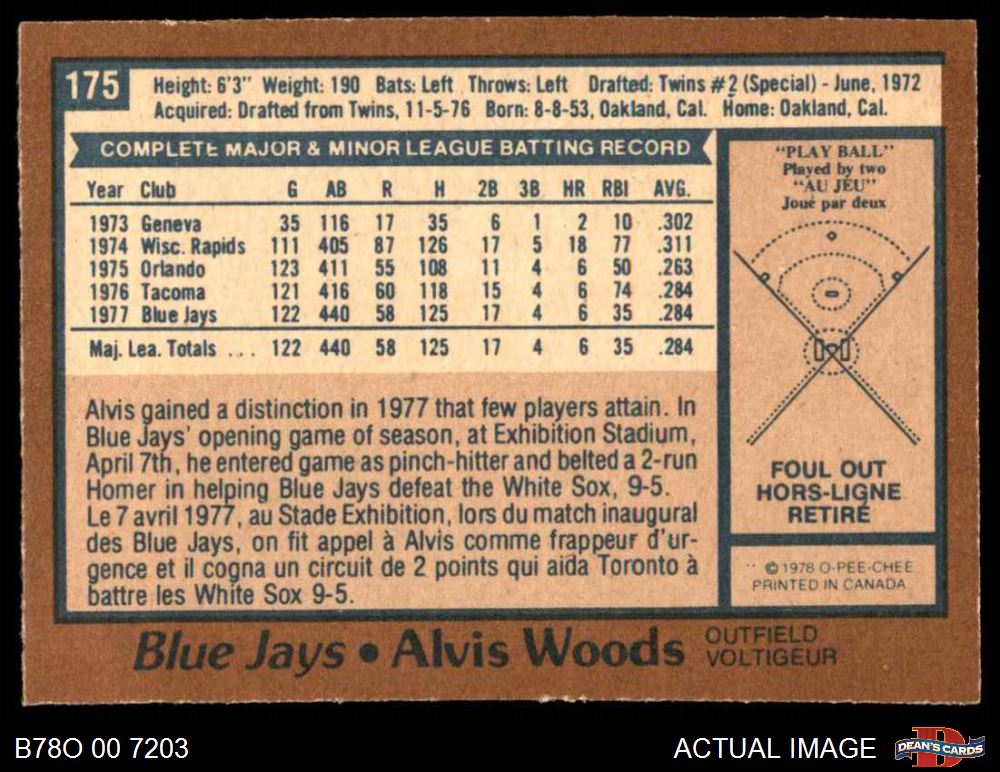 175
Height: 6'3" Weight: 190 Bats: Left Throws: Left Drafted: Twins #2 (Special) - June, 1972
Acquired: Drafted from Twins, 11-5-76 Born: 8-8-53, Oakland, Cal. Home: Oakland, Cal.
COMPLETE MAJOR & MINOR LEAGUE BATTING RECORD
Year Club G AB R H 2B 3B HR RBI AVG.
1973 Geneva 35 116 17 35 6 1 2 10 .302
1974 Wisc. Rapids 111 405 87 126 17 5 18 77 .311
1975 Orlando 123 411 55 108 11 4 6 50 .263
1976 Tacoma 121 416 60 118 15 4 6 74 .284
1977 Blue Jays 122 440 58 125 17 4 6 35 .284
Maj. Lea. Totals ... 122 440 58 125 17 4 6 35 .284
Alvis gained a distinction in 1977 that few players attain. In
Blue Jays' opening game of season, at Exhibition Stadium,
April 7th, he entered game as pinch-hitter and belted a 2-run
Homer in helping Blue Jays defeat the White Sox, 9-5.
Le 7 avril 1977, au Stade Exhibition, lors du match inaugural
des Blue Jays, on fit appel à Alvis comme frappeur d'ur-
gence et il cogna un circuit de 2 points qui aida Toronto à
battre les White Sox 9-5.
"PLAY BALL"
Played by two
"AU JEU"
Joué par deux
FOUL OUT
HORS-LIGNE
RETIRÉ
©1978 O-PEE-CHEE
PRINTED IN CANADA
Blue Jays • Alvis Woods
OUTFIELD
VOLTIGEUR
B78O 00 7203
ACTUAL IMAGE
DEAN'S CARDS